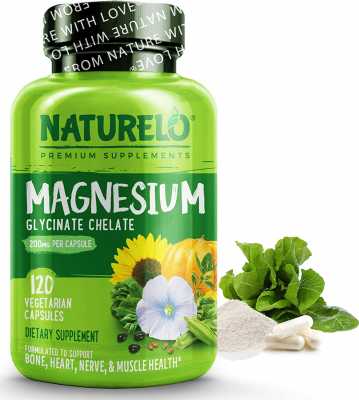 FROM NATURE WITH LOVE
NATURELO®
PREMIUM SUPPLEMENTS
MAGNESIUM
GLYCINATE CHELATE
200MG PER CAPSULE
120
VEGETARIAN
CAPSULES
DIETARY SUPPLEMENT
FORMULATED TO SUPPORT
BONE, HEART, NERVE, & MUSCLE HEALTH*